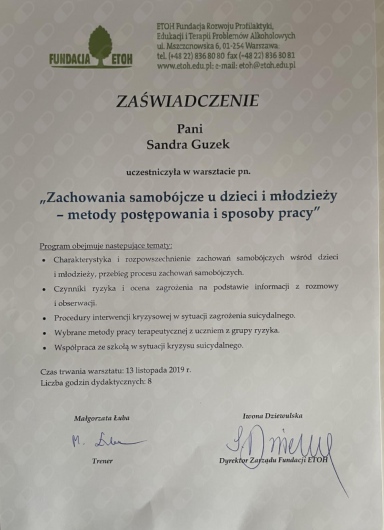 FUNDACJA ETOH
ETOH Fundacja Rozwoju Profilaktyki,
Edukacji i Terapii Problemów Alkoholowych
ul. Mszczonowska 6, 01-254 Warszawa
tel. (+48 22) 836 80 80 fax (+48 22) 836 80 81
www.etoh.edu.pl; e-mail: etoh@etoh.edu.pl
ZAŚWIADCZENIE
Pani
Sandra Guzek
uczestniczyła w warsztacie pn.
„Zachowania samobójcze u dzieci i młodzieży
– metody postępowania i sposoby pracy”
Program obejmuje następujące tematy:
• Charakterystyka i rozpowszechnienie zachowań samobójczych wśród dzieci
i młodzieży, przebieg procesu zachowań samobójczych.
• Czynniki ryzyka i ocena zagrożenia na podstawie informacji z rozmowy
i obserwacji.
• Procedury interwencji kryzysowej w sytuacji zagrożenia suicydalnego.
• Wybrane metody pracy terapeutycznej z uczniem z grupy ryzyka.
• Współpraca ze szkołą w sytuacji kryzysu suicydalnego.
Czas trwania warsztatu: 13 listopada 2019 r.
Liczba godzin dydaktycznych: 8
Małgorzata Łuba
Iwona Dziewulska
Trener
Dyrektor Zarządu Fundacji ETOH